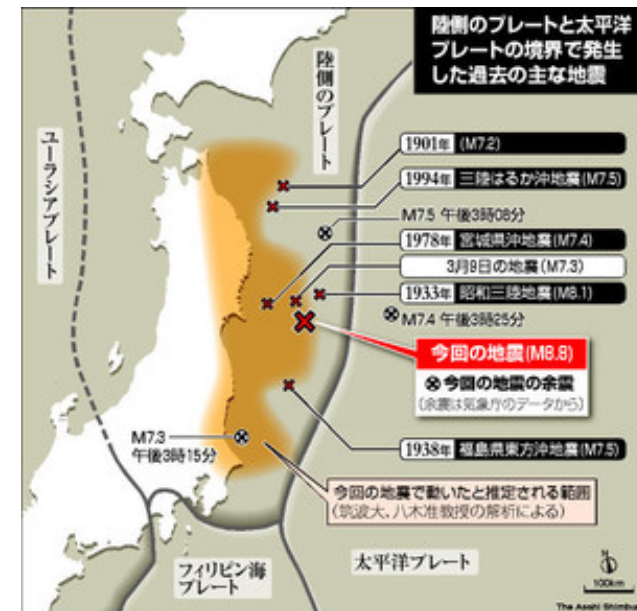 陸側のプレートと太平洋
プレートの境界で発生
した過去の主な地震
陸側のプレート
ユーラシアプレート
1901年 (M7.2)
1994年 三陸はるか沖地震(M7.5)
M7.5 午後3時08分
1978年 宮城県沖地震(M7.4)
3月9日の地震(M7.3)
1933年 昭和三陸地震(M8.1)
M7.4 午後3時25分
今回の地震(M8.8)
今回の地震の余震
(余震は気象庁のデータから)
M7.3
午後3時15分
1938年 福島県東方沖地震(M7.5)
今回の地震で動いたと推定される範囲
(筑波大、八木准教授の解析による)
フィリピン海
プレート
太平洋プレート
N
100km
The Asahi Shimbun